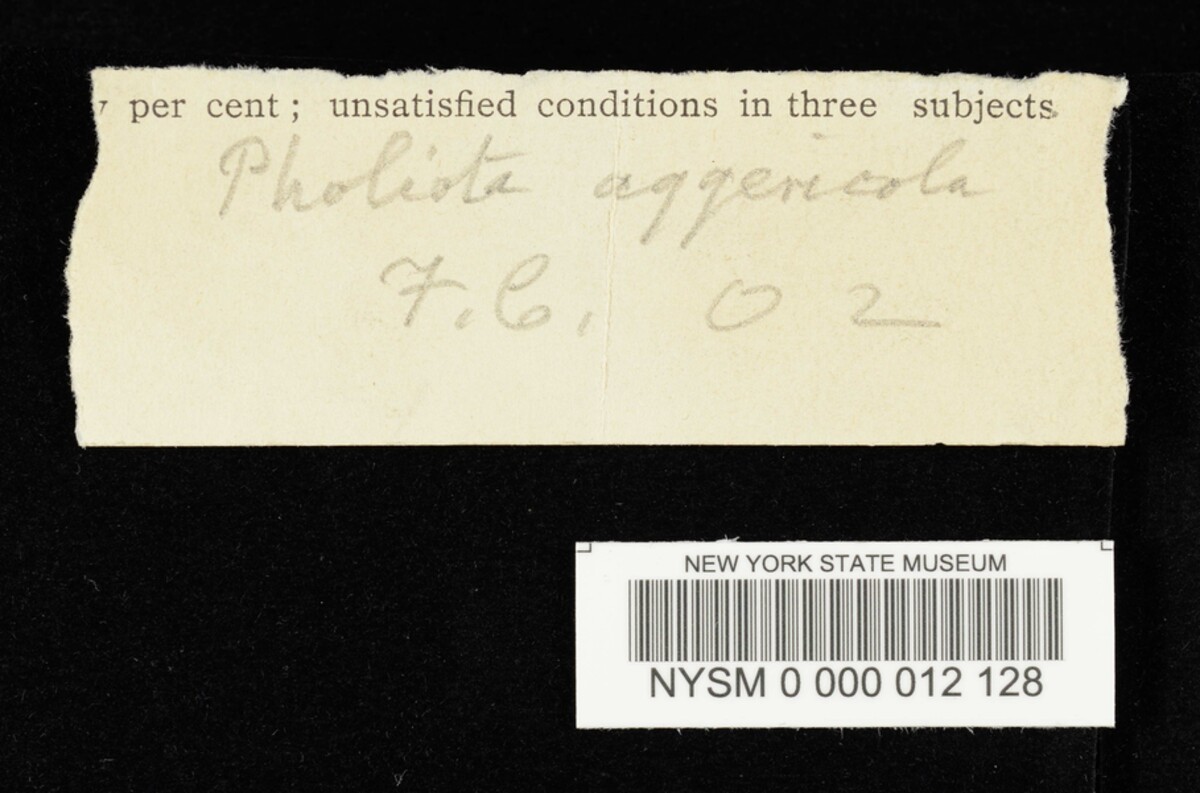 per cent; unsatisfied conditions in three subjects
Pholiota aggericola
F. C. 02
NEW YORK STATE MUSEUM
NYSM 0 000 012 128